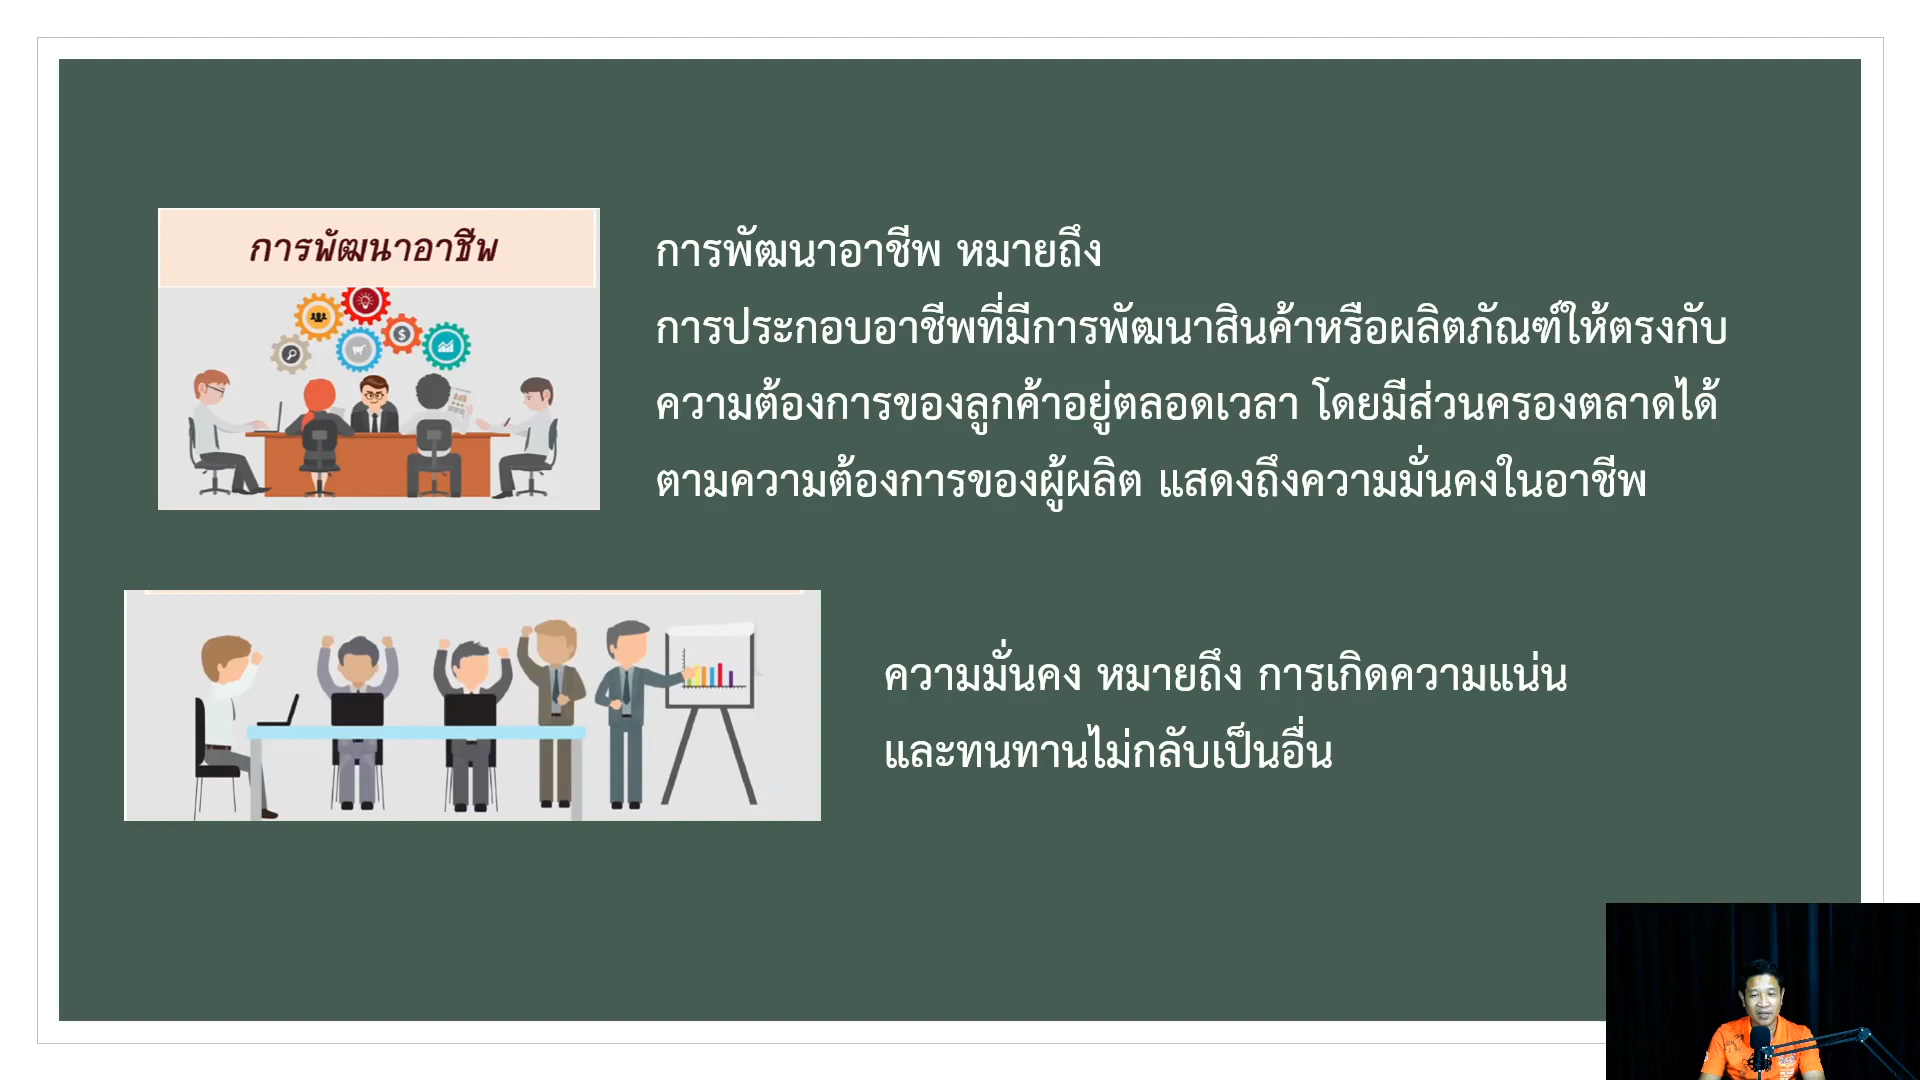 การพัฒนาอาชีพ
การพัฒนาอาชีพ หมายถึง
การประกอบอาชีพที่มีการพัฒนาสินค้าหรือผลิตภัณฑ์ให้ตรงกับ
ความต้องการของลูกค้าอยู่ตลอดเวลา โดยมีส่วนครองตลาดได้
ตามความต้องการของผู้ผลิต แสดงถึงความมั่นคงในอาชีพ
ความมั่นคง หมายถึง การเกิดความแน่น
และทนทานไม่กลับเป็นอื่น